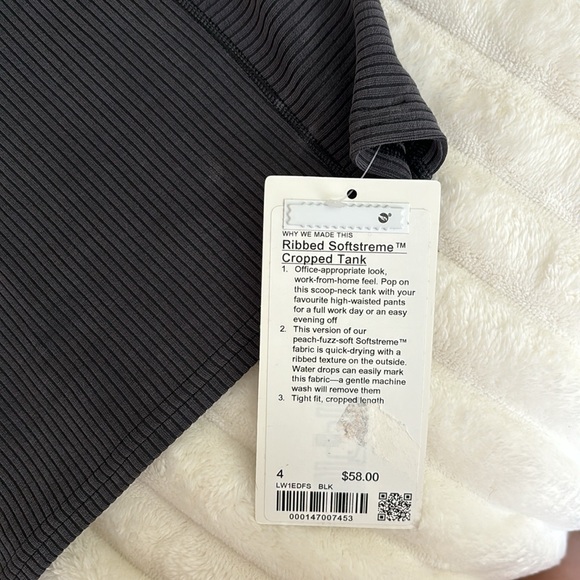 WHY WE MADE THIS
Ribbed Softstreme™
Cropped Tank
1. Office-appropriate look,
work-from-home feel. Pop on
this scoop-neck tank with your
favourite high-waisted pants
for a full work day or an easy
evening off
2. This version of our
peach-fuzz-soft Softstreme™
fabric is quick-drying with a
ribbed texture on the outside.
Water drops can easily mark
this fabric—a gentle machine
wash will remove them
3. Tight fit, cropped length
4 $58.00
LW1EDFS BLK
000147007453